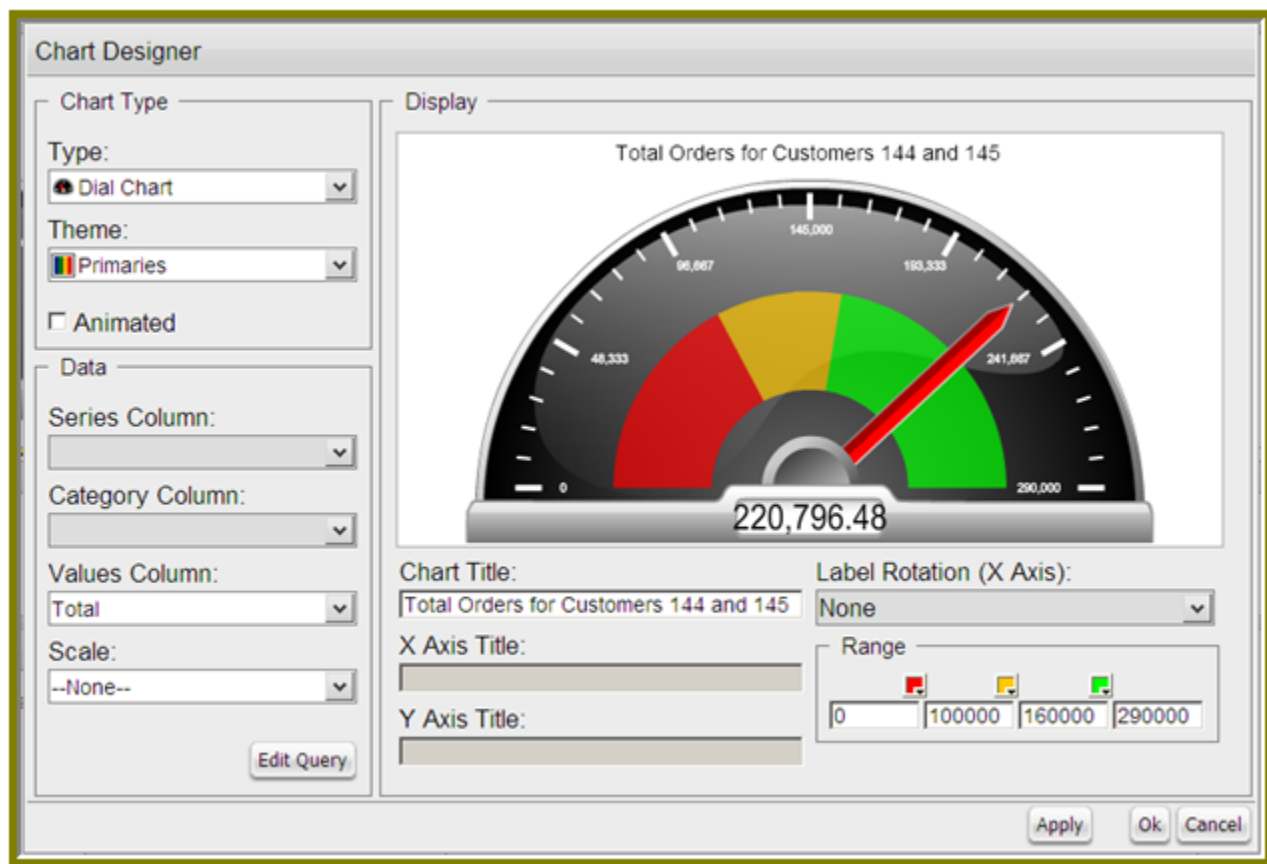 Chart Designer
Chart Type
Type:
Dial Chart
Theme:
Primaries
Animated
Data
Series Column:
Category Column:
Values Column:
Total
Scale:
--None--
Edit Query
Display
Total Orders for Customers 144 and 145
145,000
96,667
193,333
48,333
241,667
0
290,000
220,796.48
Chart Title:
Total Orders for Customers 144 and 145
X Axis Title:
Y Axis Title:
Label Rotation (X Axis):
None
Range
0 100000 160000 290000
Apply Ok Cancel